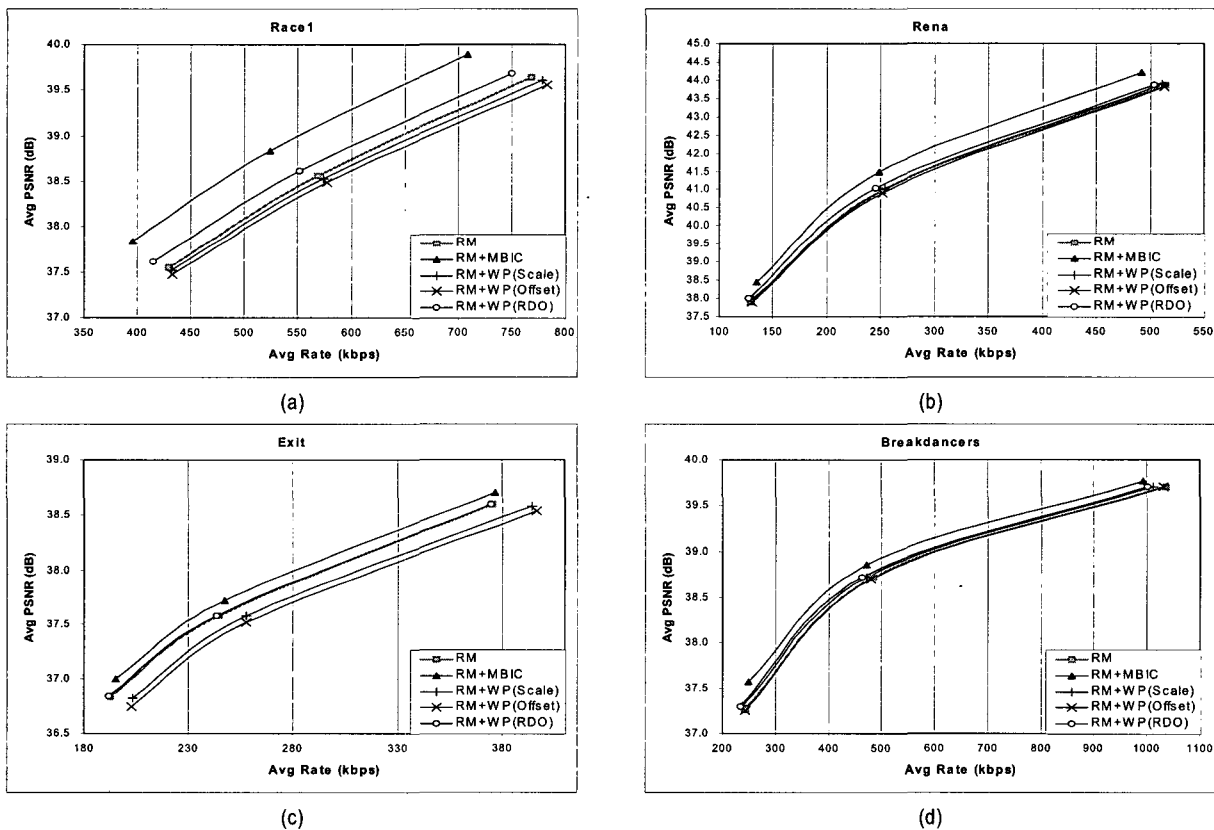 Race1
40.0
39.5
39.0
38.5
38.0
37.5
37.0
Avg PSNR (dB)
350 400 450 500 550 600 650 700 750 800
Avg Rate (kbps)
RM
RM+MBIC
RM+WP(Scale)
RM+WP(Offset)
RM+WP(RDO)
(a)
Rena
45.0
44.5
44.0
43.5
43.0
42.5
42.0
41.5
41.0
40.5
40.0
39.5
39.0
38.5
38.0
37.5
Avg PSNR (dB)
100 150 200 250 300 350 400 450 500 550
Avg Rate (kbps)
RM
RM+MBIC
RM+WP(Scale)
RM+WP(Offset)
RM+WP(RDO)
(b)
Exit
39.0
38.5
38.0
37.5
37.0
36.5
Avg PSNR (dB)
180 230 280 330 380
Avg Rate (kbps)
RM
RM+MBIC
RM+WP(Scale)
RM+WP(Offset)
RM+WP(RDO)
(c)
Breakdancers
40.0
39.0
38.0
37.0
Avg PSNR (dB)
200 300 400 500 600 700 800 900 1000 1100
Avg Rate (kbps)
RM
RM+MBIC
RM+WP(Scale)
RM+WP(Offset)
RM+WP(RDO)
(d)